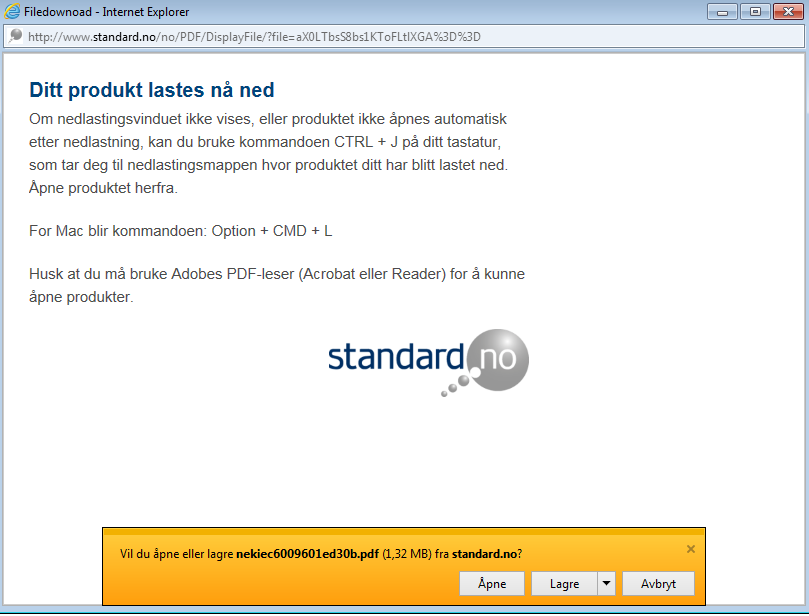 Filedownoad - Internet Explorer
http://www.standard.no/no/PDF/DisplayFile/?file=aX0LTbsS8bs1KToFLtlXGA%3D%3D
Ditt produkt lastes nå ned
Om nedlastingsvinduet ikke vises, eller produktet ikke åpnes automatisk
etter nedlastning, kan du bruke kommandoen CTRL + J på ditt tastatur,
som tar deg til nedlastingsmappen hvor produktet ditt har blitt lastet ned.
Åpne produktet herfra.
For Mac blir kommandoen: Option + CMD + L
Husk at du må bruke Adobes PDF-leser (Acrobat eller Reader) for å kunne
åpne produkter.
standard.no
Vil du åpne eller lagre nekiec6009601ed30b.pdf (1,32 MB) fra standard.no?
Åpne Lagre Avbryt